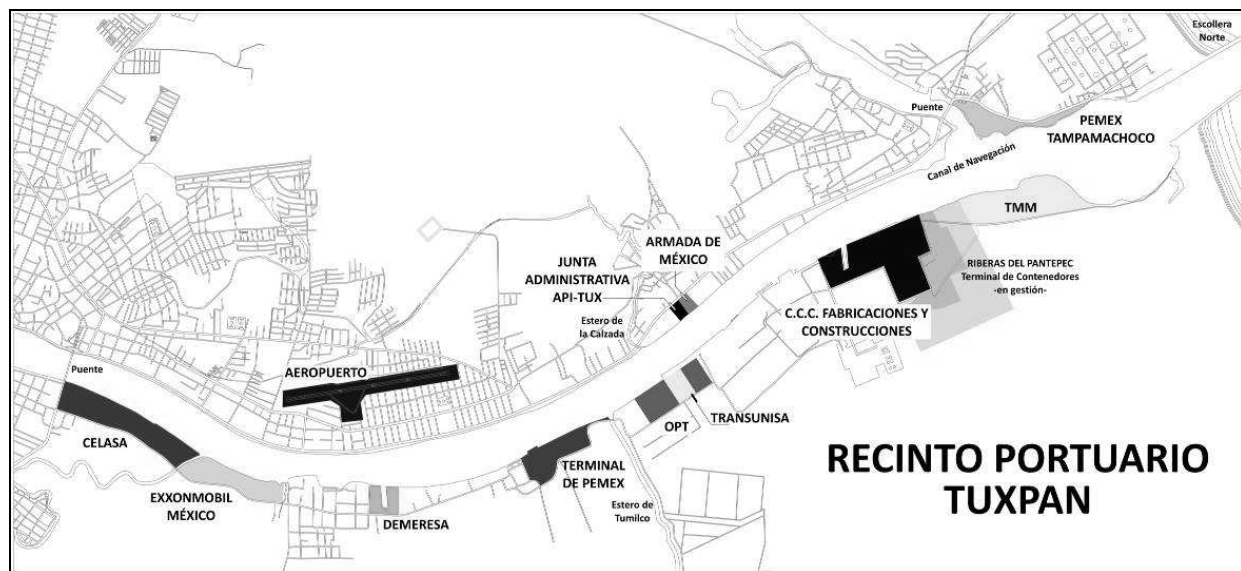 Escollera
Norte
Puente
PEMEX
TAMPAMACHOCO
Canal de Navegación
TMM
ARMADA DE
MÉXICO
JUNTA
ADMINISTRATIVA
API-TUX
RIBERAS DEL PANTEPEC
Terminal de Contenedores
-en gestión-
Estero de
la Calzada
C.C.C. FABRICACIONES Y
CONSTRUCCIONES
Puente
AEROPUERTO
CELASA
TRANSUNISA
OPT
EXXONMOBIL
MÉXICO
TERMINAL
DE PEMEX
DEMERESA
Estero de
Tumilco
RECINTO PORTUARIO
TUXPAN